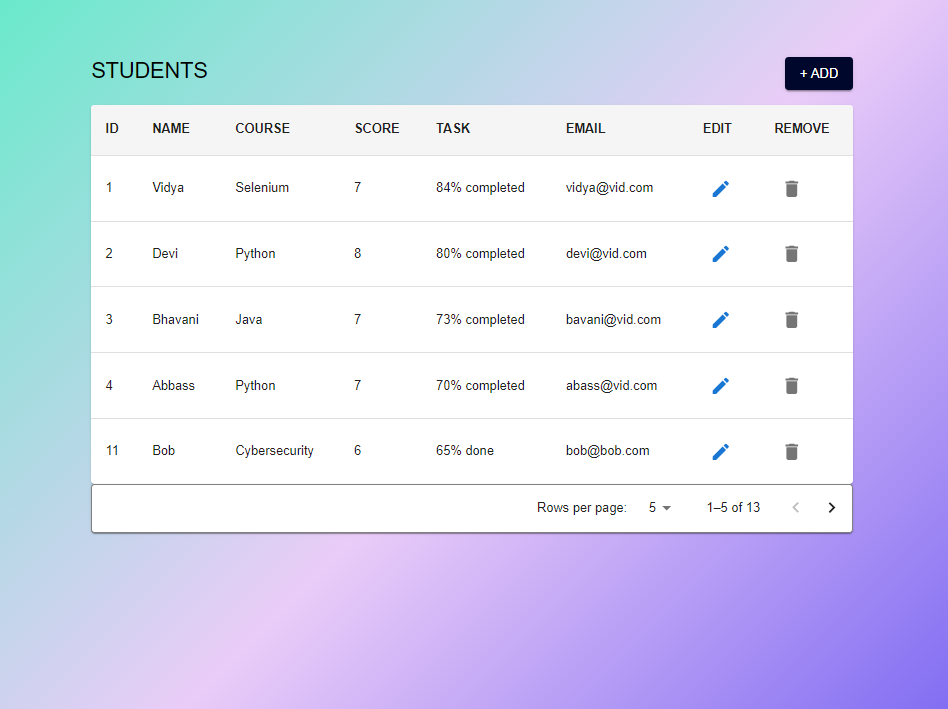 STUDENTS
+ ADD
ID NAME COURSE SCORE TASK EMAIL EDIT REMOVE
1 Vidya Selenium 7 84% completed vidya@vid.com
2 Devi Python 8 80% completed devi@vid.com
3 Bhavani Java 7 73% completed bavani@vid.com
4 Abbass Python 7 70% completed abass@vid.com
11 Bob Cybersecurity 6 65% done bob@bob.com
Rows per page: 5 1–5 of 13